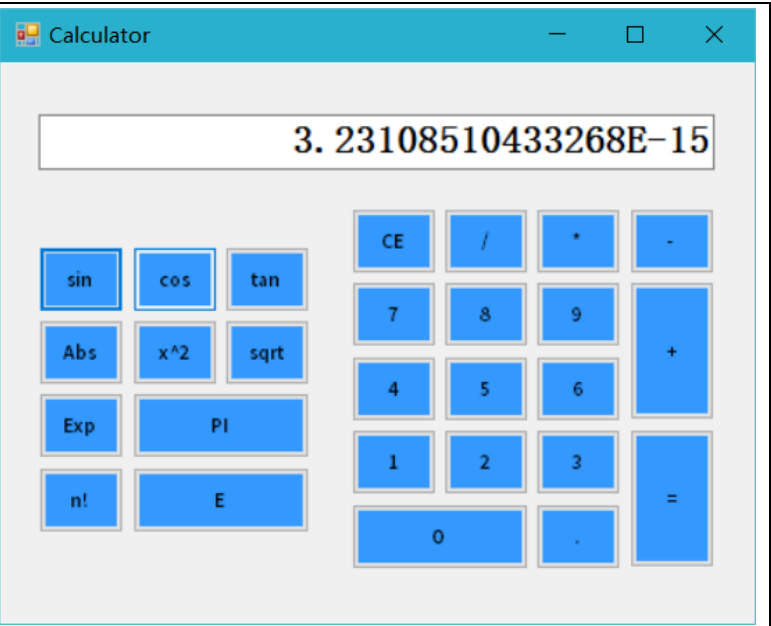 Calculator
3.23108510433268E-15
CE / * -
sin cos tan
7 8 9
Abs x^2 sqrt +
4 5 6
Exp PI
1 2 3
n! E =
0 .